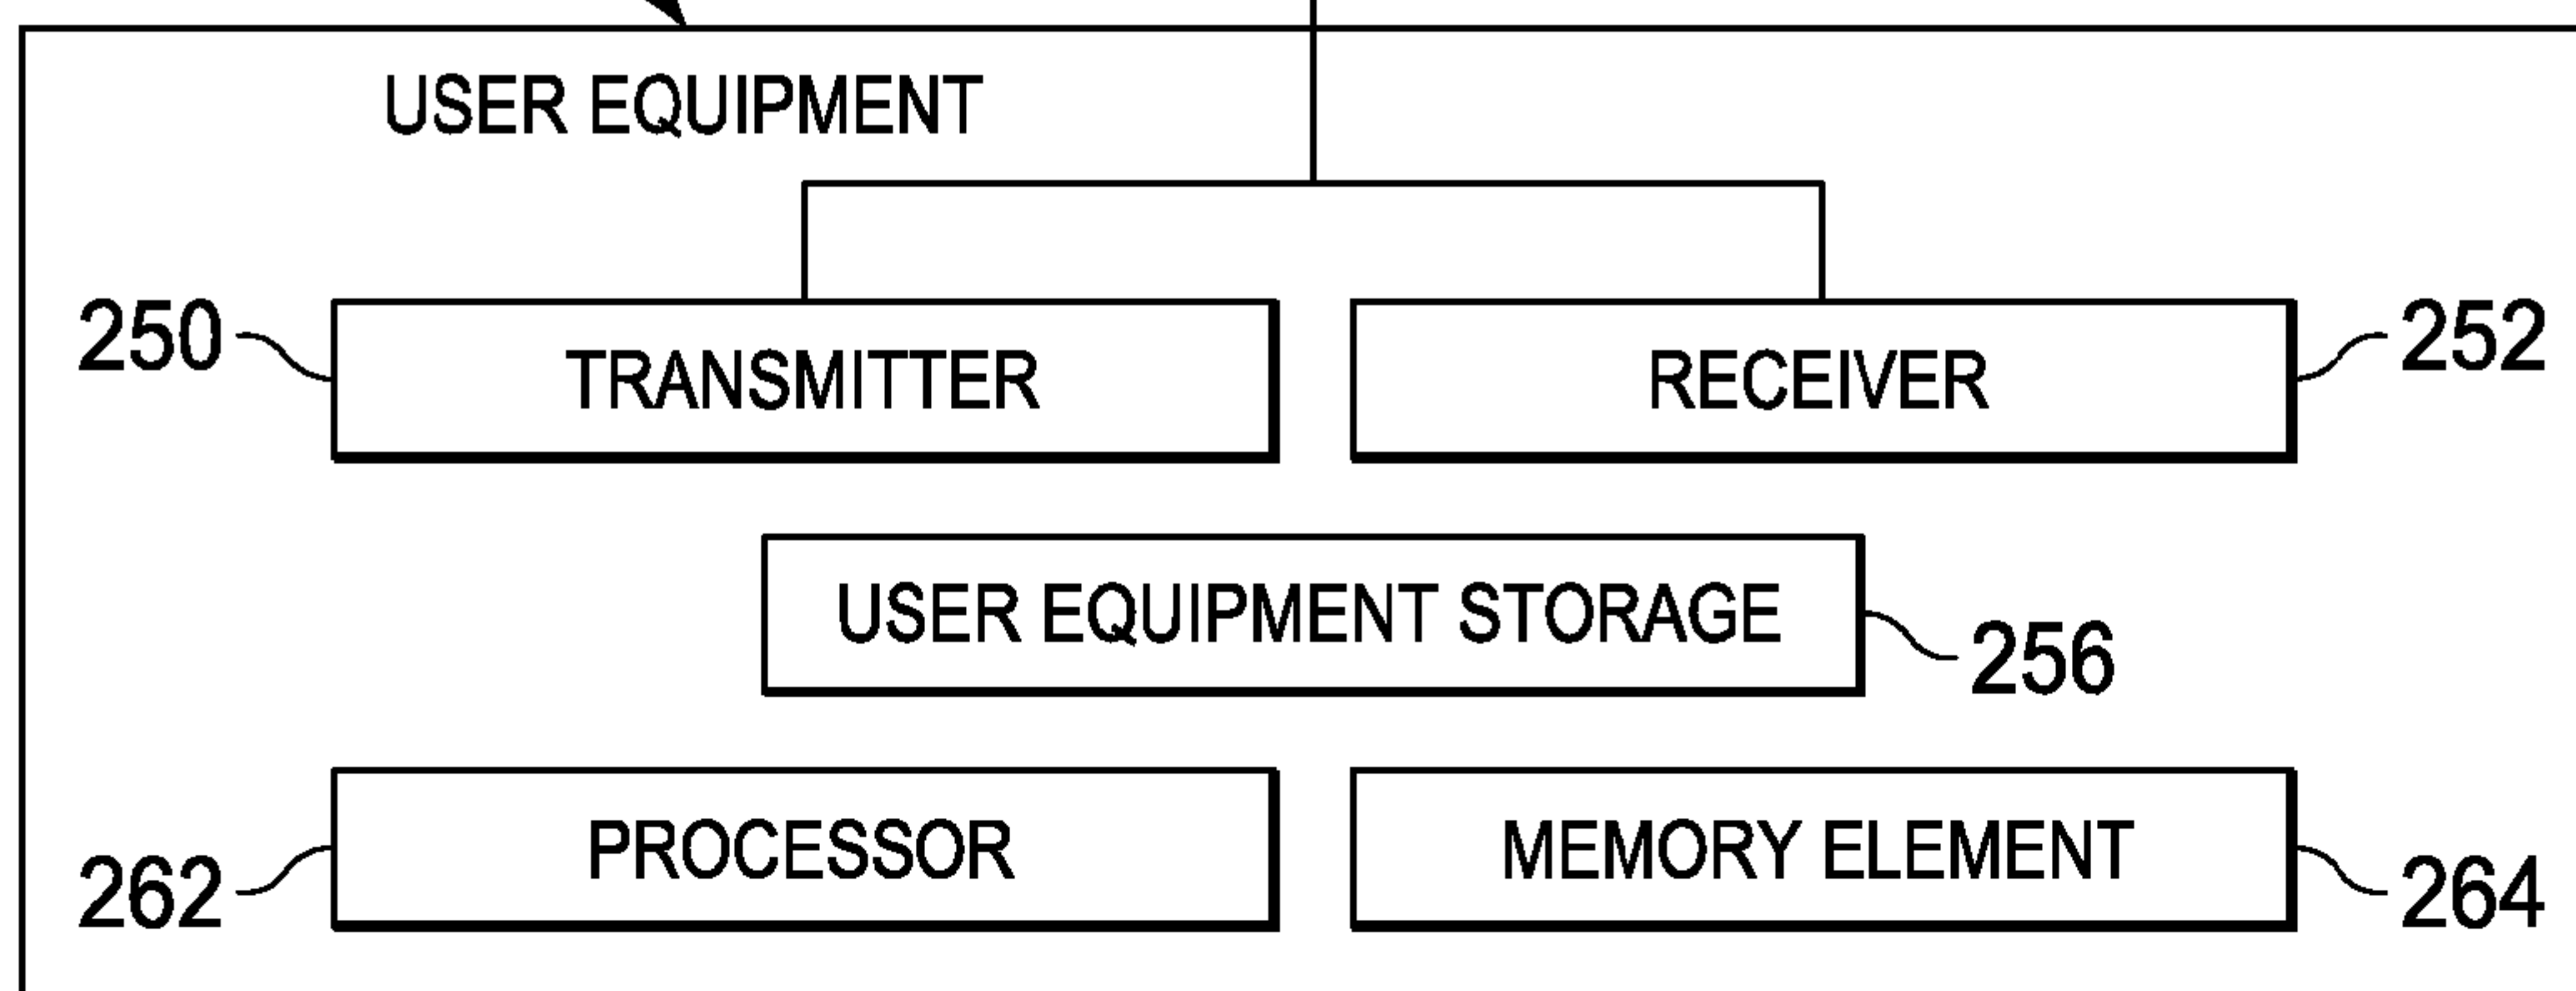 USER EQUIPMENT
250 TRANSMITTER RECEIVER 252
USER EQUIPMENT STORAGE 256
262 PROCESSOR MEMORY ELEMENT 264